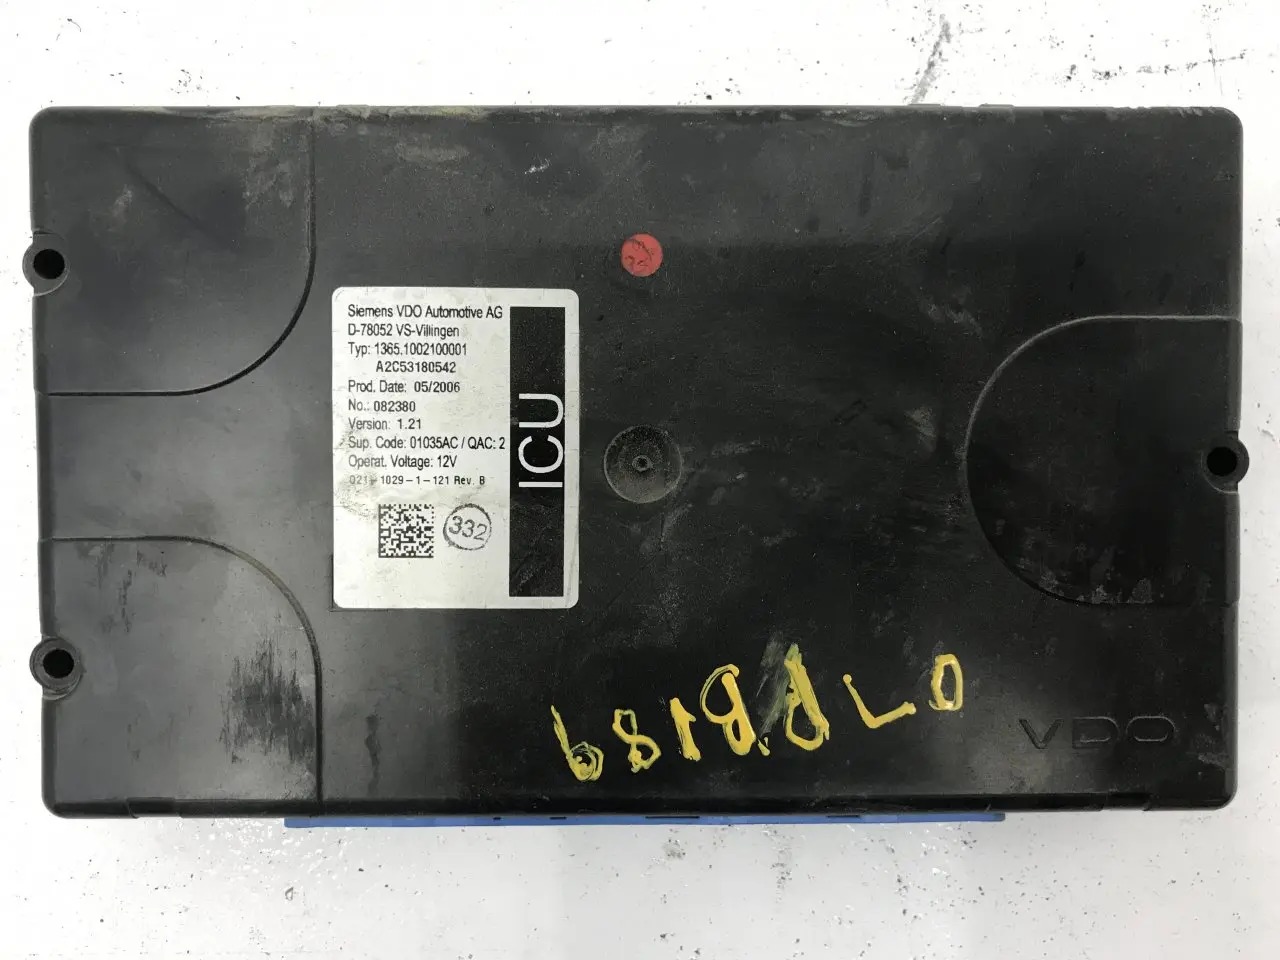 Siemens VDO Automotive AG
D-78052 VS-Villingen
Typ: 1365.1002100001
A2C53180542
Prod. Date: 05/2006
No.: 082380
Version: 1.21
Sup. Code: 01035AC / QAC: 2
Operat. Voltage: 12V
021-1029-1-121 Rev. B
332
ICU
VDO